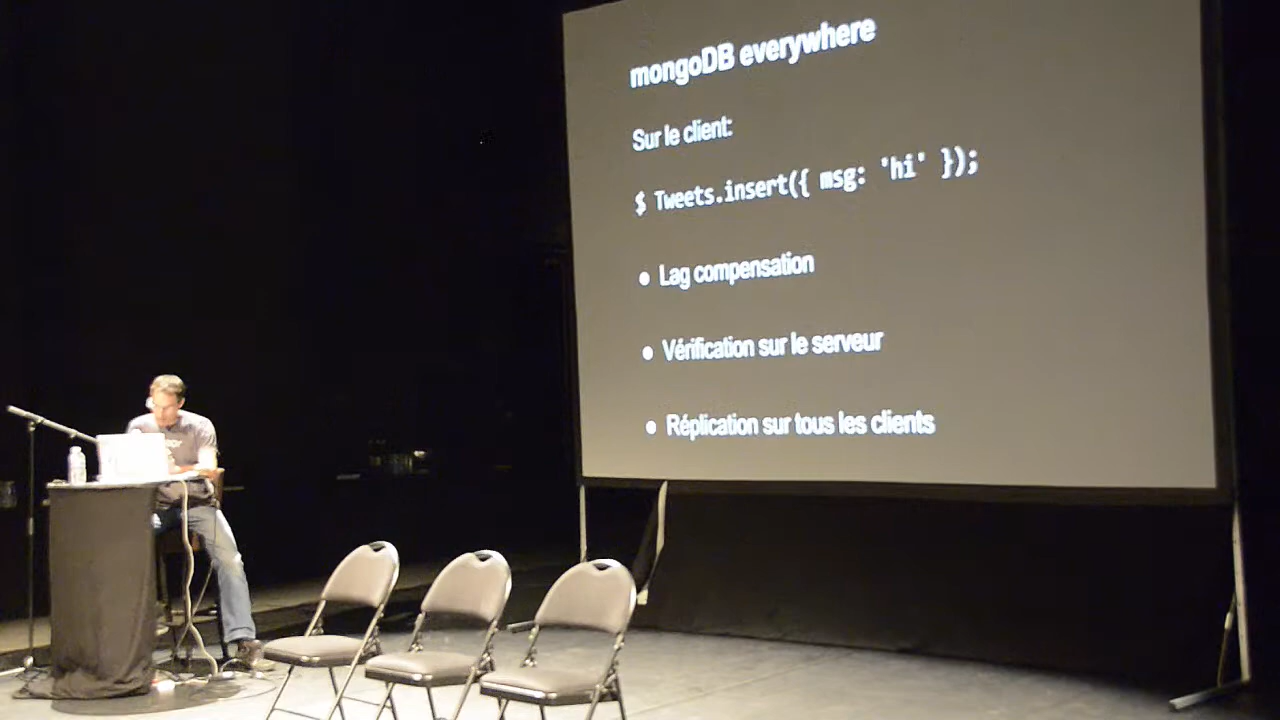 mongoDB everywhere
Sur le client:
$ Tweets.insert({ msg: 'hi' });
● Lag compensation
● Vérification sur le serveur
● Réplication sur tous les clients